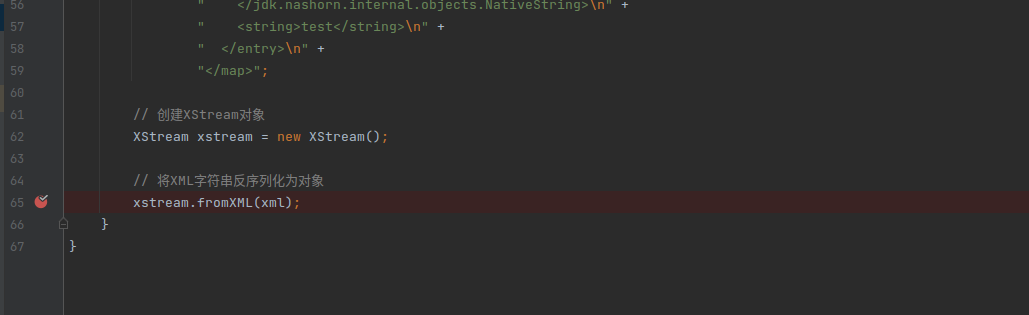 56 "    </jdk.nashorn.internal.objects.NativeString>\n" +
57 "    <string>test</string>\n" +
58 "  </entry>\n" +
59 "</map>";
60
61 // 创建XStream对象
62 XStream xstream = new XStream();
63
64 // 将XML字符串反序列化为对象
65 xstream.fromXML(xml);
66 }
67 }